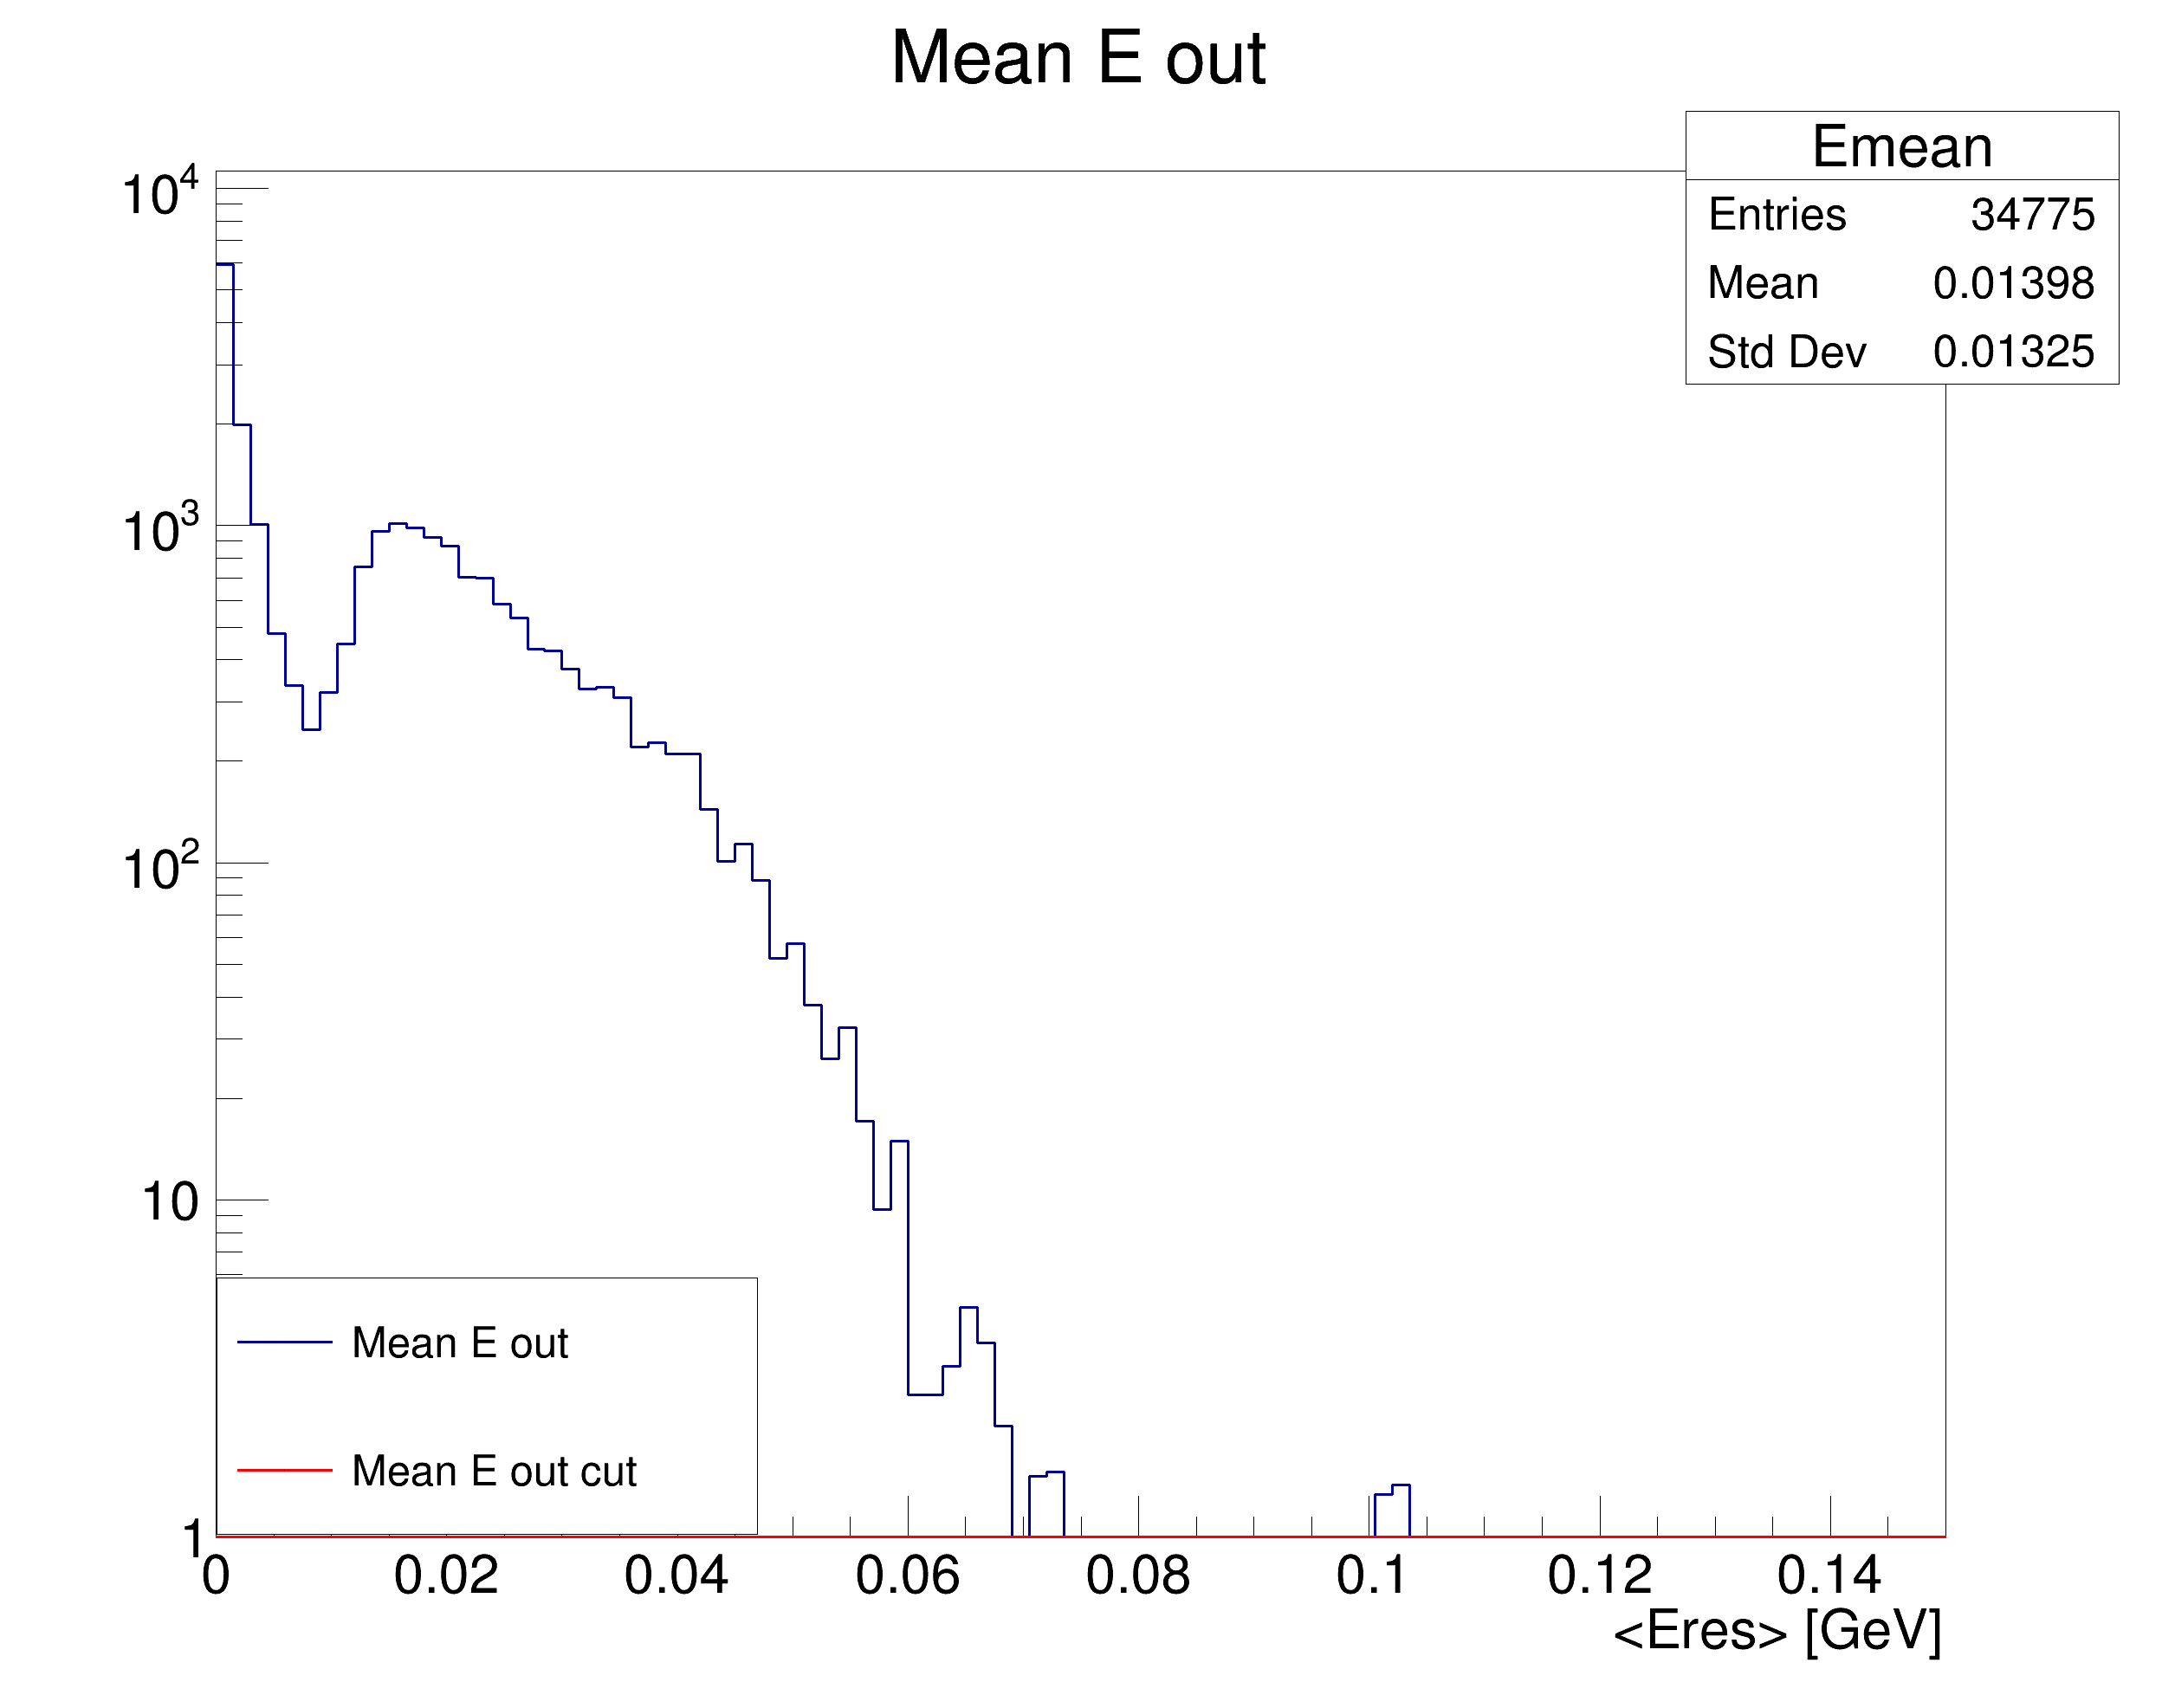 Mean E out
Emean
Entries 34775
Mean 0.01398
Std Dev 0.01325
10^4
10^3
10^2
10
1
Mean E out
Mean E out cut
0 0.02 0.04 0.06 0.08 0.1 0.12 0.14
<Eres> [GeV]